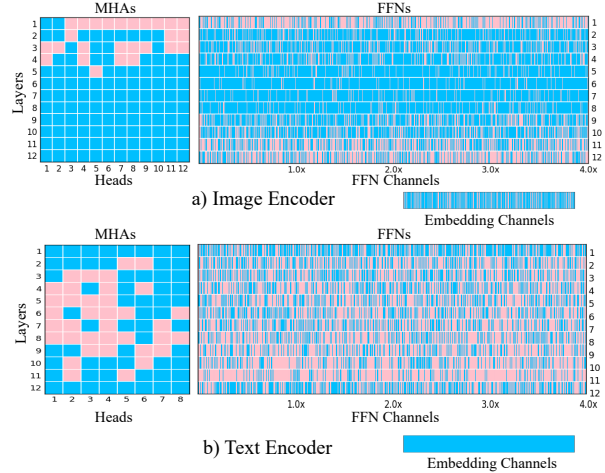 MHAs
FFNs
Layers
1
2
3
4
5
6
7
8
9
10
11
12
1
2
3
4
5
6
7
8
9
10
11
12
1 2 3 4 5 6 7 8 9 10 11 12
1.0x 2.0x 3.0x 4.0x
Heads
FFN Channels
a) Image Encoder
Embedding Channels
MHAs
FFNs
Layers
1
2
3
4
5
6
7
8
9
10
11
12
1
2
3
4
5
6
7
8
9
10
11
12
1 2 3 4 5 6 7 8
1.0x 2.0x 3.0x 4.0x
Heads
FFN Channels
b) Text Encoder
Embedding Channels